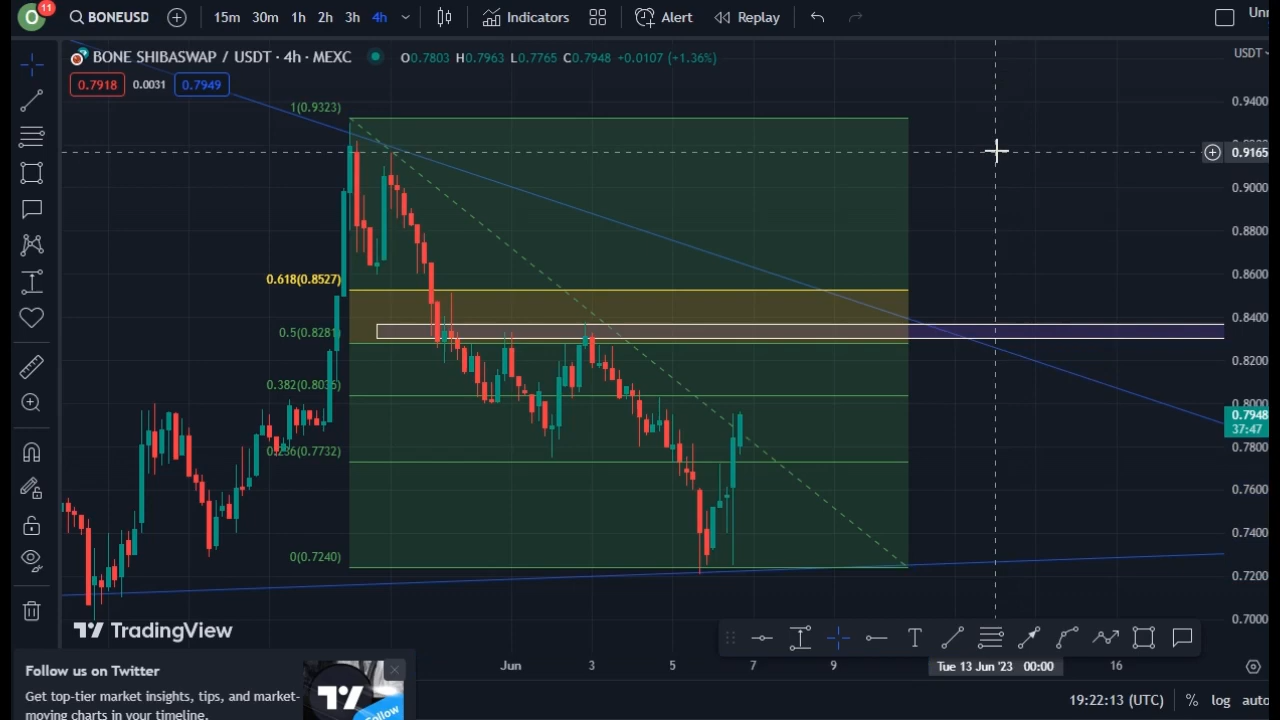 O 11 BONEUSD 15m 30m 1h 2h 3h 4h Indicators Alert Replay
BONE SHIBASWAP / USDT · 4h · MEXC O0.7803 H0.7963 L0.7765 C0.7948 +0.0107 (+1.36%) USDT
0.7918 0.0031 0.7949
1(0.9323)
0.618(0.8527)
0.5(0.8281)
0.382(0.8036)
0.236(0.7732)
0(0.7240)
0.9400
0.9165
0.9000
0.8800
0.8600
0.8400
0.8200
0.8000
0.7948
37:47
0.7800
0.7600
0.7400
0.7200
0.7000
TradingView
Jun 3 5 7 9 Tue 13 Jun '23 00:00 16
Follow us on Twitter
Get top-tier market insights, tips, and market-
moving charts in your timeline.
Follow
19:22:13 (UTC) % log auto